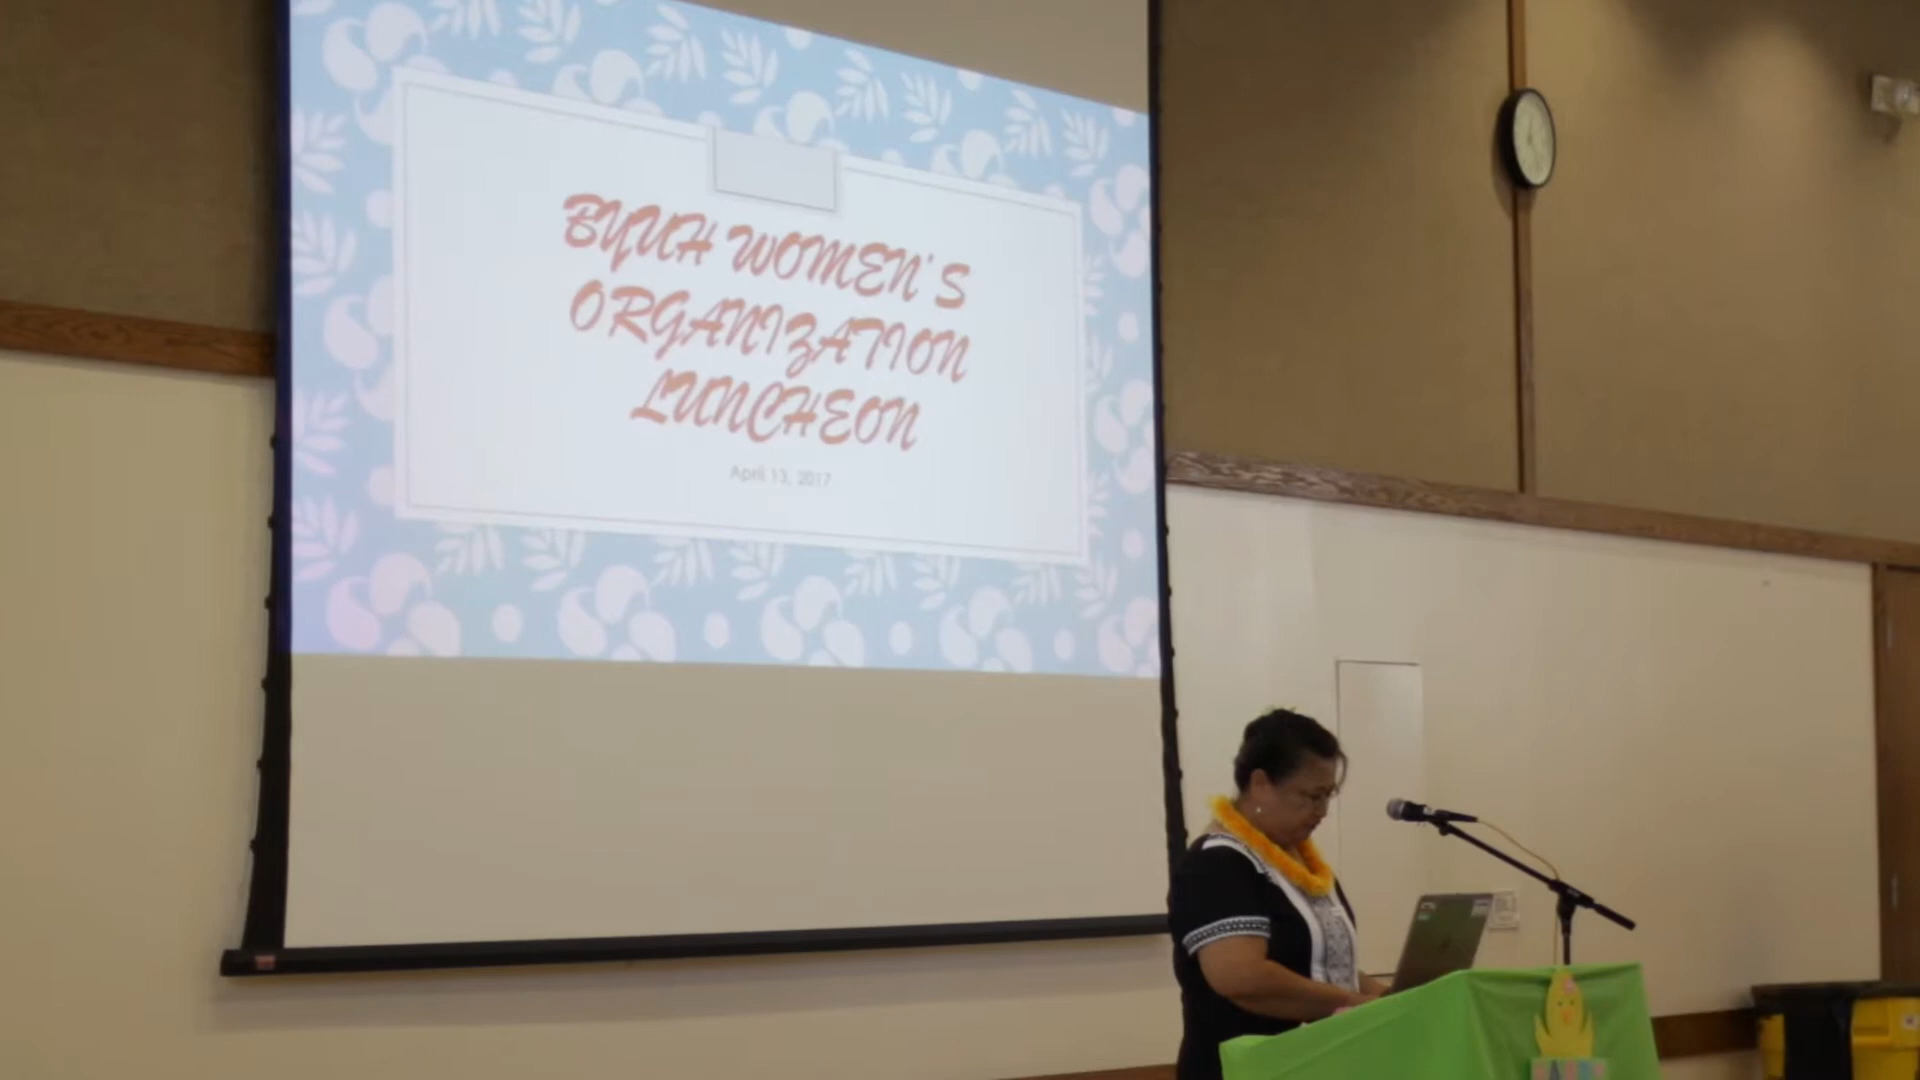 BYUH WOMEN'S
ORGANIZATION
LUNCHEON
April 13, 2017